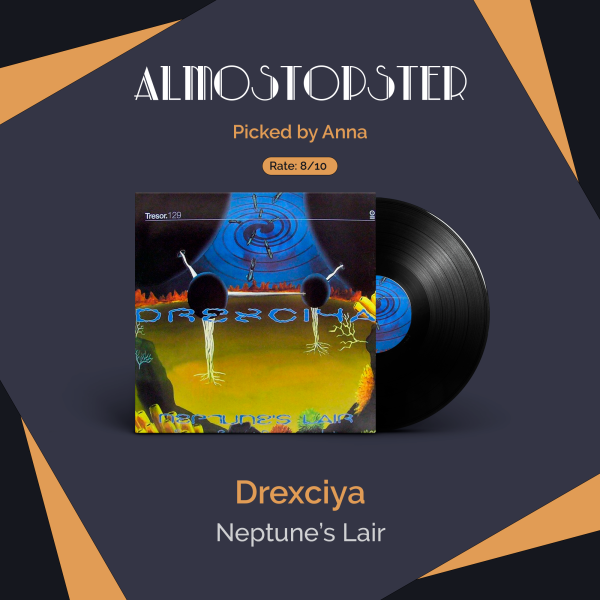 ALMOSTOPSTER
Picked by Anna
Rate: 8/10
Tresor.129
DREXCIYA
NEPTUNE'S LAIR
Drexciya
Neptune’s Lair